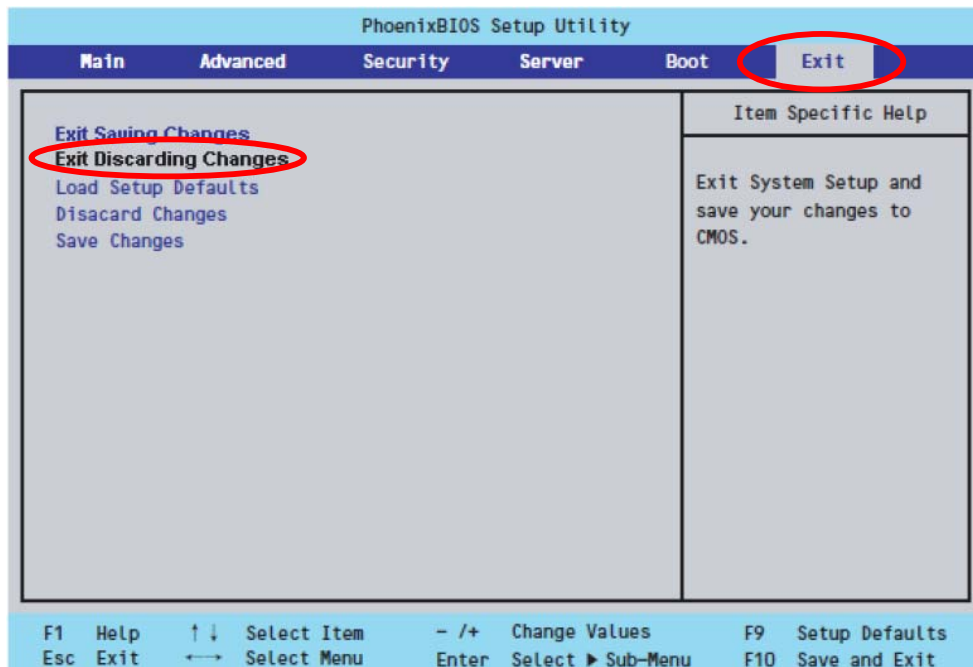 PhoenixBIOS Setup Utility
Main Advanced Security Server Boot Exit
Exit Saving Changes
Exit Discarding Changes
Load Setup Defaults
Disacard Changes
Save Changes
Item Specific Help
Exit System Setup and
save your changes to
CMOS.
F1 Help ↑↓ Select Item - /+ Change Values F9 Setup Defaults
Esc Exit ←→ Select Menu Enter Select ▶ Sub-Menu F10 Save and Exit